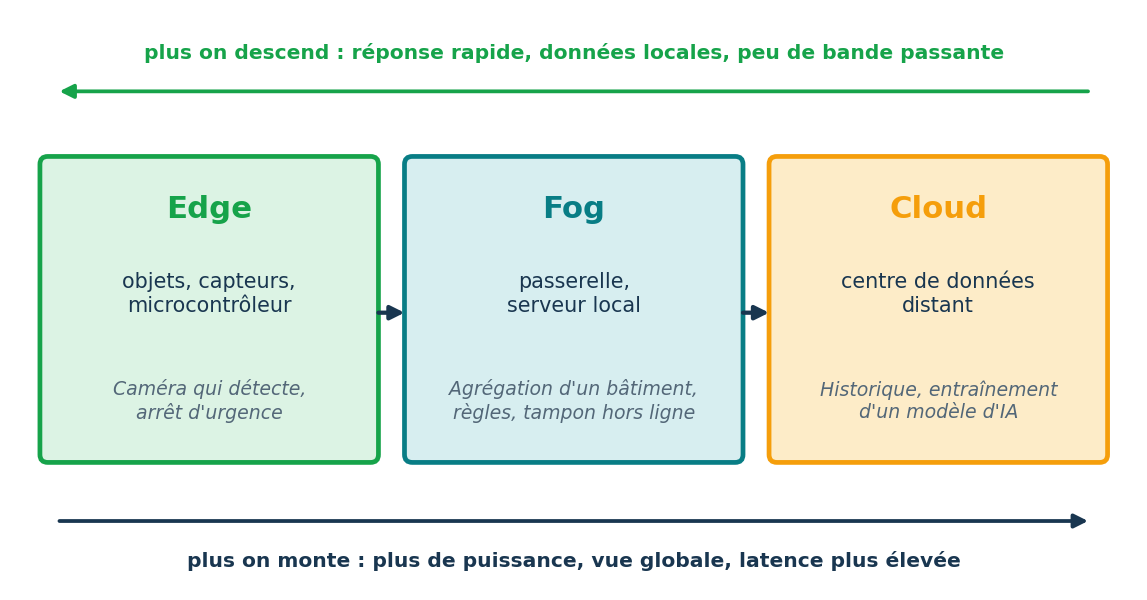 plus on descend : réponse rapide, données locales, peu de bande passante
Edge
objets, capteurs,
microcontrôleur
Caméra qui détecte,
arrêt d'urgence
Fog
passerelle,
serveur local
Agrégation d'un bâtiment,
règles, tampon hors ligne
Cloud
centre de données
distant
Historique, entraînement
d'un modèle d'IA
plus on monte : plus de puissance, vue globale, latence plus élevée